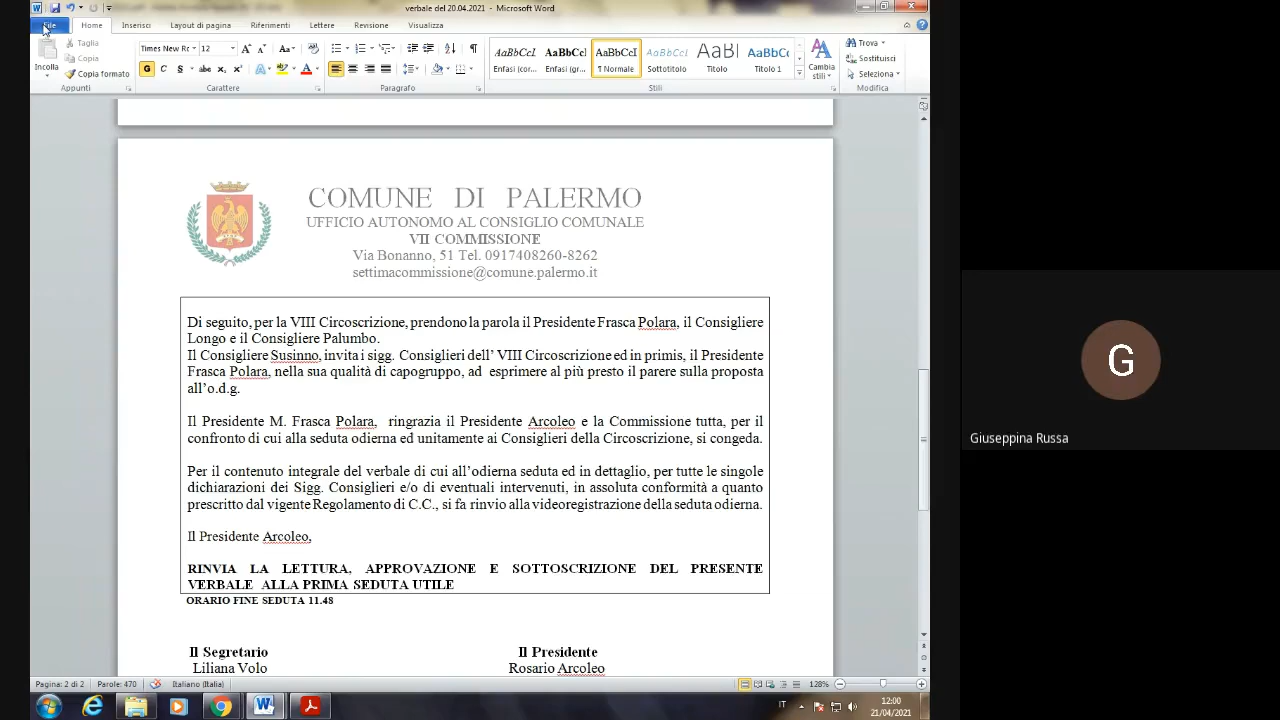 verbale del 20.04.2021 - Microsoft Word
File Home Inserisci Layout di pagina Riferimenti Lettere Revisione Visualizza
Incolla
Taglia
Copia
Copia formato
Appunti
Times New Ro 12
G C S abc x₂ x²
Carattere
Paragrafo
AaBbCcI AaBbCc AaBbCcI AaBbCcI AaBl AaBbCc
Enfasi (cor... Enfasi (gr... ¶ Normale Sottotitolo Titolo Titolo 1
Stili
Cambia stili
Trova
Sostituisci
Seleziona
Modifica
COMUNE DI PALERMO
UFFICIO AUTONOMO AL CONSIGLIO COMUNALE
VII COMMISSIONE
Via Bonanno, 51 Tel. 0917408260-8262
settimacommissione@comune.palermo.it
Di seguito, per la VIII Circoscrizione, prendono la parola il Presidente Frasca Polara, il Consigliere
Longo e il Consigliere Palumbo.
Il Consigliere Susinno, invita i sigg. Consiglieri dell' VIII Circoscrizione ed in primis, il Presidente
Frasca Polara, nella sua qualità di capogruppo, ad esprimere al più presto il parere sulla proposta
all'o.d.g.
Il Presidente M. Frasca Polara, ringrazia il Presidente Arcoleo e la Commissione tutta, per il
confronto di cui alla seduta odierna ed unitamente ai Consiglieri della Circoscrizione, si congeda.
Per il contenuto integrale del verbale di cui all'odierna seduta ed in dettaglio, per tutte le singole
dichiarazioni dei Sigg. Consiglieri e/o di eventuali intervenuti, in assoluta conformità a quanto
prescritto dal vigente Regolamento di C.C., si fa rinvio alla videoregistrazione della seduta odierna.
Il Presidente Arcoleo,
RINVIA LA LETTURA, APPROVAZIONE E SOTTOSCRIZIONE DEL PRESENTE
VERBALE ALLA PRIMA SEDUTA UTILE
ORARIO FINE SEDUTA 11.48
Il Segretario Il Presidente
Liliana Volo Rosario Arcoleo
Pagina: 2 di 2 Parole: 470 Italiano (Italia) 128%
IT 12:00
21/04/2021
G
Giuseppina Russa